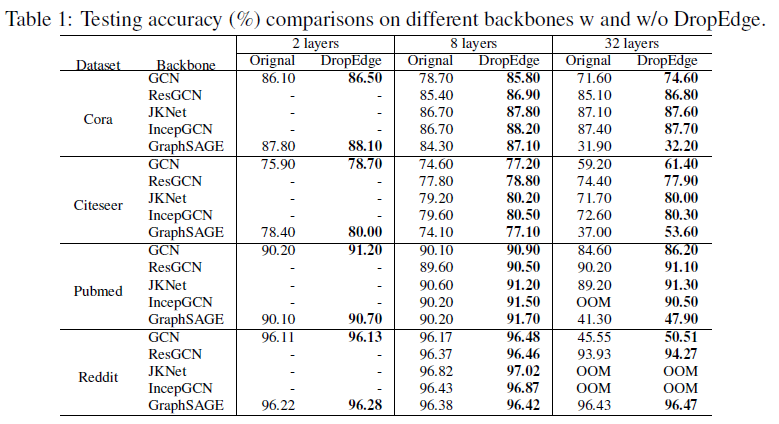 Table 1: Testing accuracy (%) comparisons on different backbones w and w/o DropEdge.
2 layers 8 layers 32 layers
Dataset Backbone Orignal DropEdge Orignal DropEdge Orignal DropEdge
GCN 86.10 86.50 78.70 85.80 71.60 74.60
ResGCN - - 85.40 86.90 85.10 86.80
Cora JKNet - - 86.70 87.80 87.10 87.60
IncepGCN - - 86.70 88.20 87.40 87.70
GraphSAGE 87.80 88.10 84.30 87.10 31.90 32.20
GCN 75.90 78.70 74.60 77.20 59.20 61.40
ResGCN - - 77.80 78.80 74.40 77.90
Citeseer JKNet - - 79.20 80.20 71.70 80.00
IncepGCN - - 79.60 80.50 72.60 80.30
GraphSAGE 78.40 80.00 74.10 77.10 37.00 53.60
GCN 90.20 91.20 90.10 90.90 84.60 86.20
ResGCN - - 89.60 90.50 90.20 91.10
Pubmed JKNet - - 90.60 91.20 89.20 91.30
IncepGCN - - 90.20 91.50 OOM 90.50
GraphSAGE 90.10 90.70 90.20 91.70 41.30 47.90
GCN 96.11 96.13 96.17 96.48 45.55 50.51
ResGCN - - 96.37 96.46 93.93 94.27
Reddit JKNet - - 96.82 97.02 OOM OOM
IncepGCN - - 96.43 96.87 OOM OOM
GraphSAGE 96.22 96.28 96.38 96.42 96.43 96.47